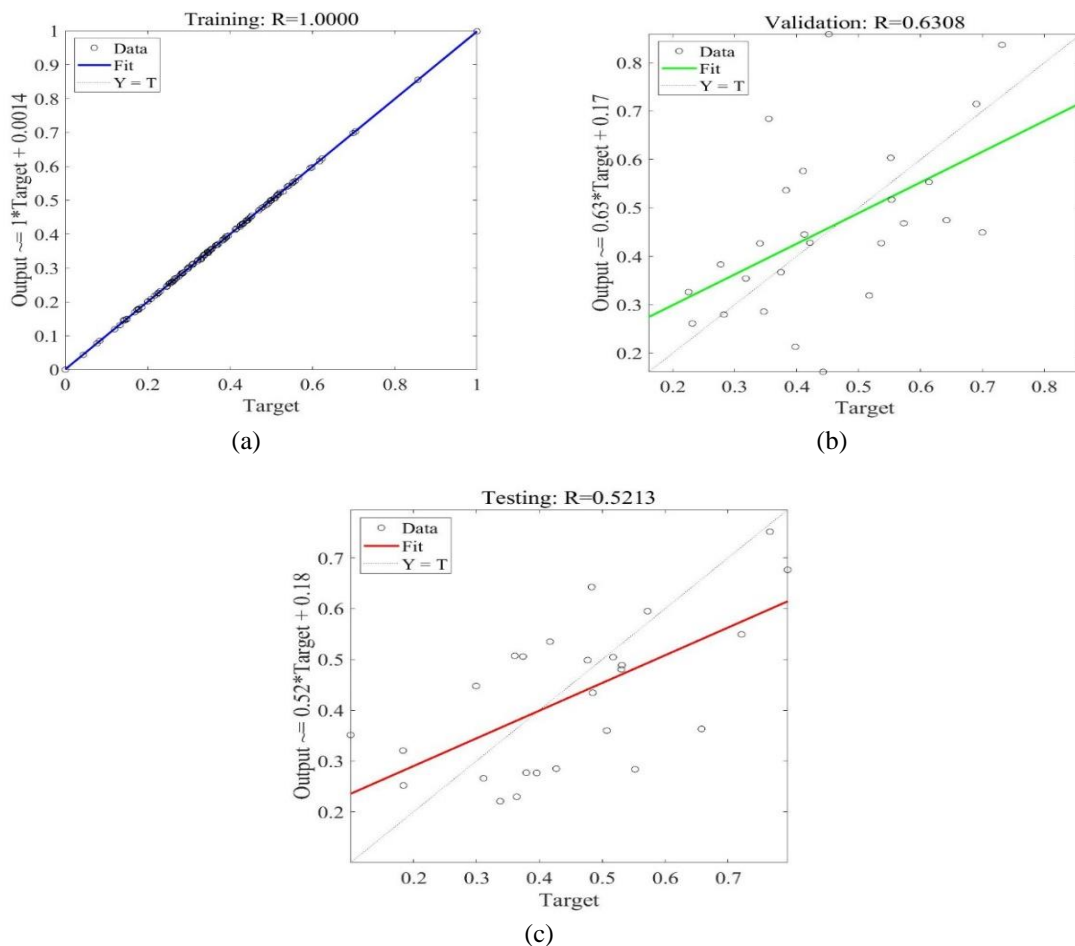 Training: R=1.0000
Data
Fit
Y = T
Output ~= 1*Target + 0.0014
1
0.9
0.8
0.7
0.6
0.5
0.4
0.3
0.2
0.1
0
0 0.2 0.4 0.6 0.8 1
Target
(a)
Validation: R=0.6308
Data
Fit
Y = T
Output ~= 0.63*Target + 0.17
0.8
0.7
0.6
0.5
0.4
0.3
0.2
0.2 0.3 0.4 0.5 0.6 0.7 0.8
Target
(b)
Testing: R=0.5213
Data
Fit
Y = T
Output ~= 0.52*Target + 0.18
0.7
0.6
0.5
0.4
0.3
0.2
0.2 0.3 0.4 0.5 0.6 0.7
Target
(c)